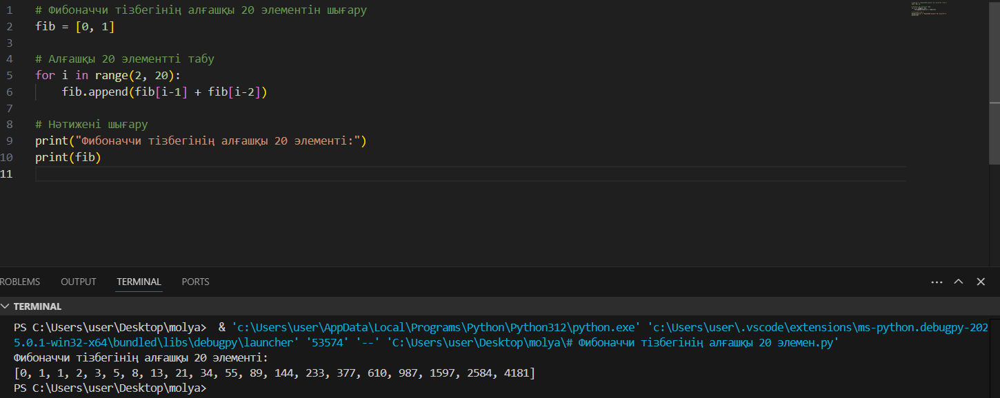 1 # Фибоначчи тізбегінің алғашқы 20 элементін шығару
2 fib = [0, 1]
3
4 # Алғашқы 20 элементті табу
5 for i in range(2, 20):
6     fib.append(fib[i-1] + fib[i-2])
7
8 # Нәтижені шығару
9 print("Фибоначчи тізбегінің алғашқы 20 элементі:")
10 print(fib)
11
ROBLEMS OUTPUT TERMINAL PORTS
TERMINAL
PS C:\Users\user\Desktop\molya>  & 'c:\Users\user\AppData\Local\Programs\Python\Python312\python.exe' 'c:\Users\user\.vscode\extensions\ms-python.debugpy-202
5.0.1-win32-x64\bundled\libs\debugpy\launcher' '53574' '--' 'C:\Users\user\Desktop\molya\# Фибоначчи тізбегінің алғашқы 20 элемен.py'
Фибоначчи тізбегінің алғашқы 20 элементі:
[0, 1, 1, 2, 3, 5, 8, 13, 21, 34, 55, 89, 144, 233, 377, 610, 987, 1597, 2584, 4181]
PS C:\Users\user\Desktop\molya>